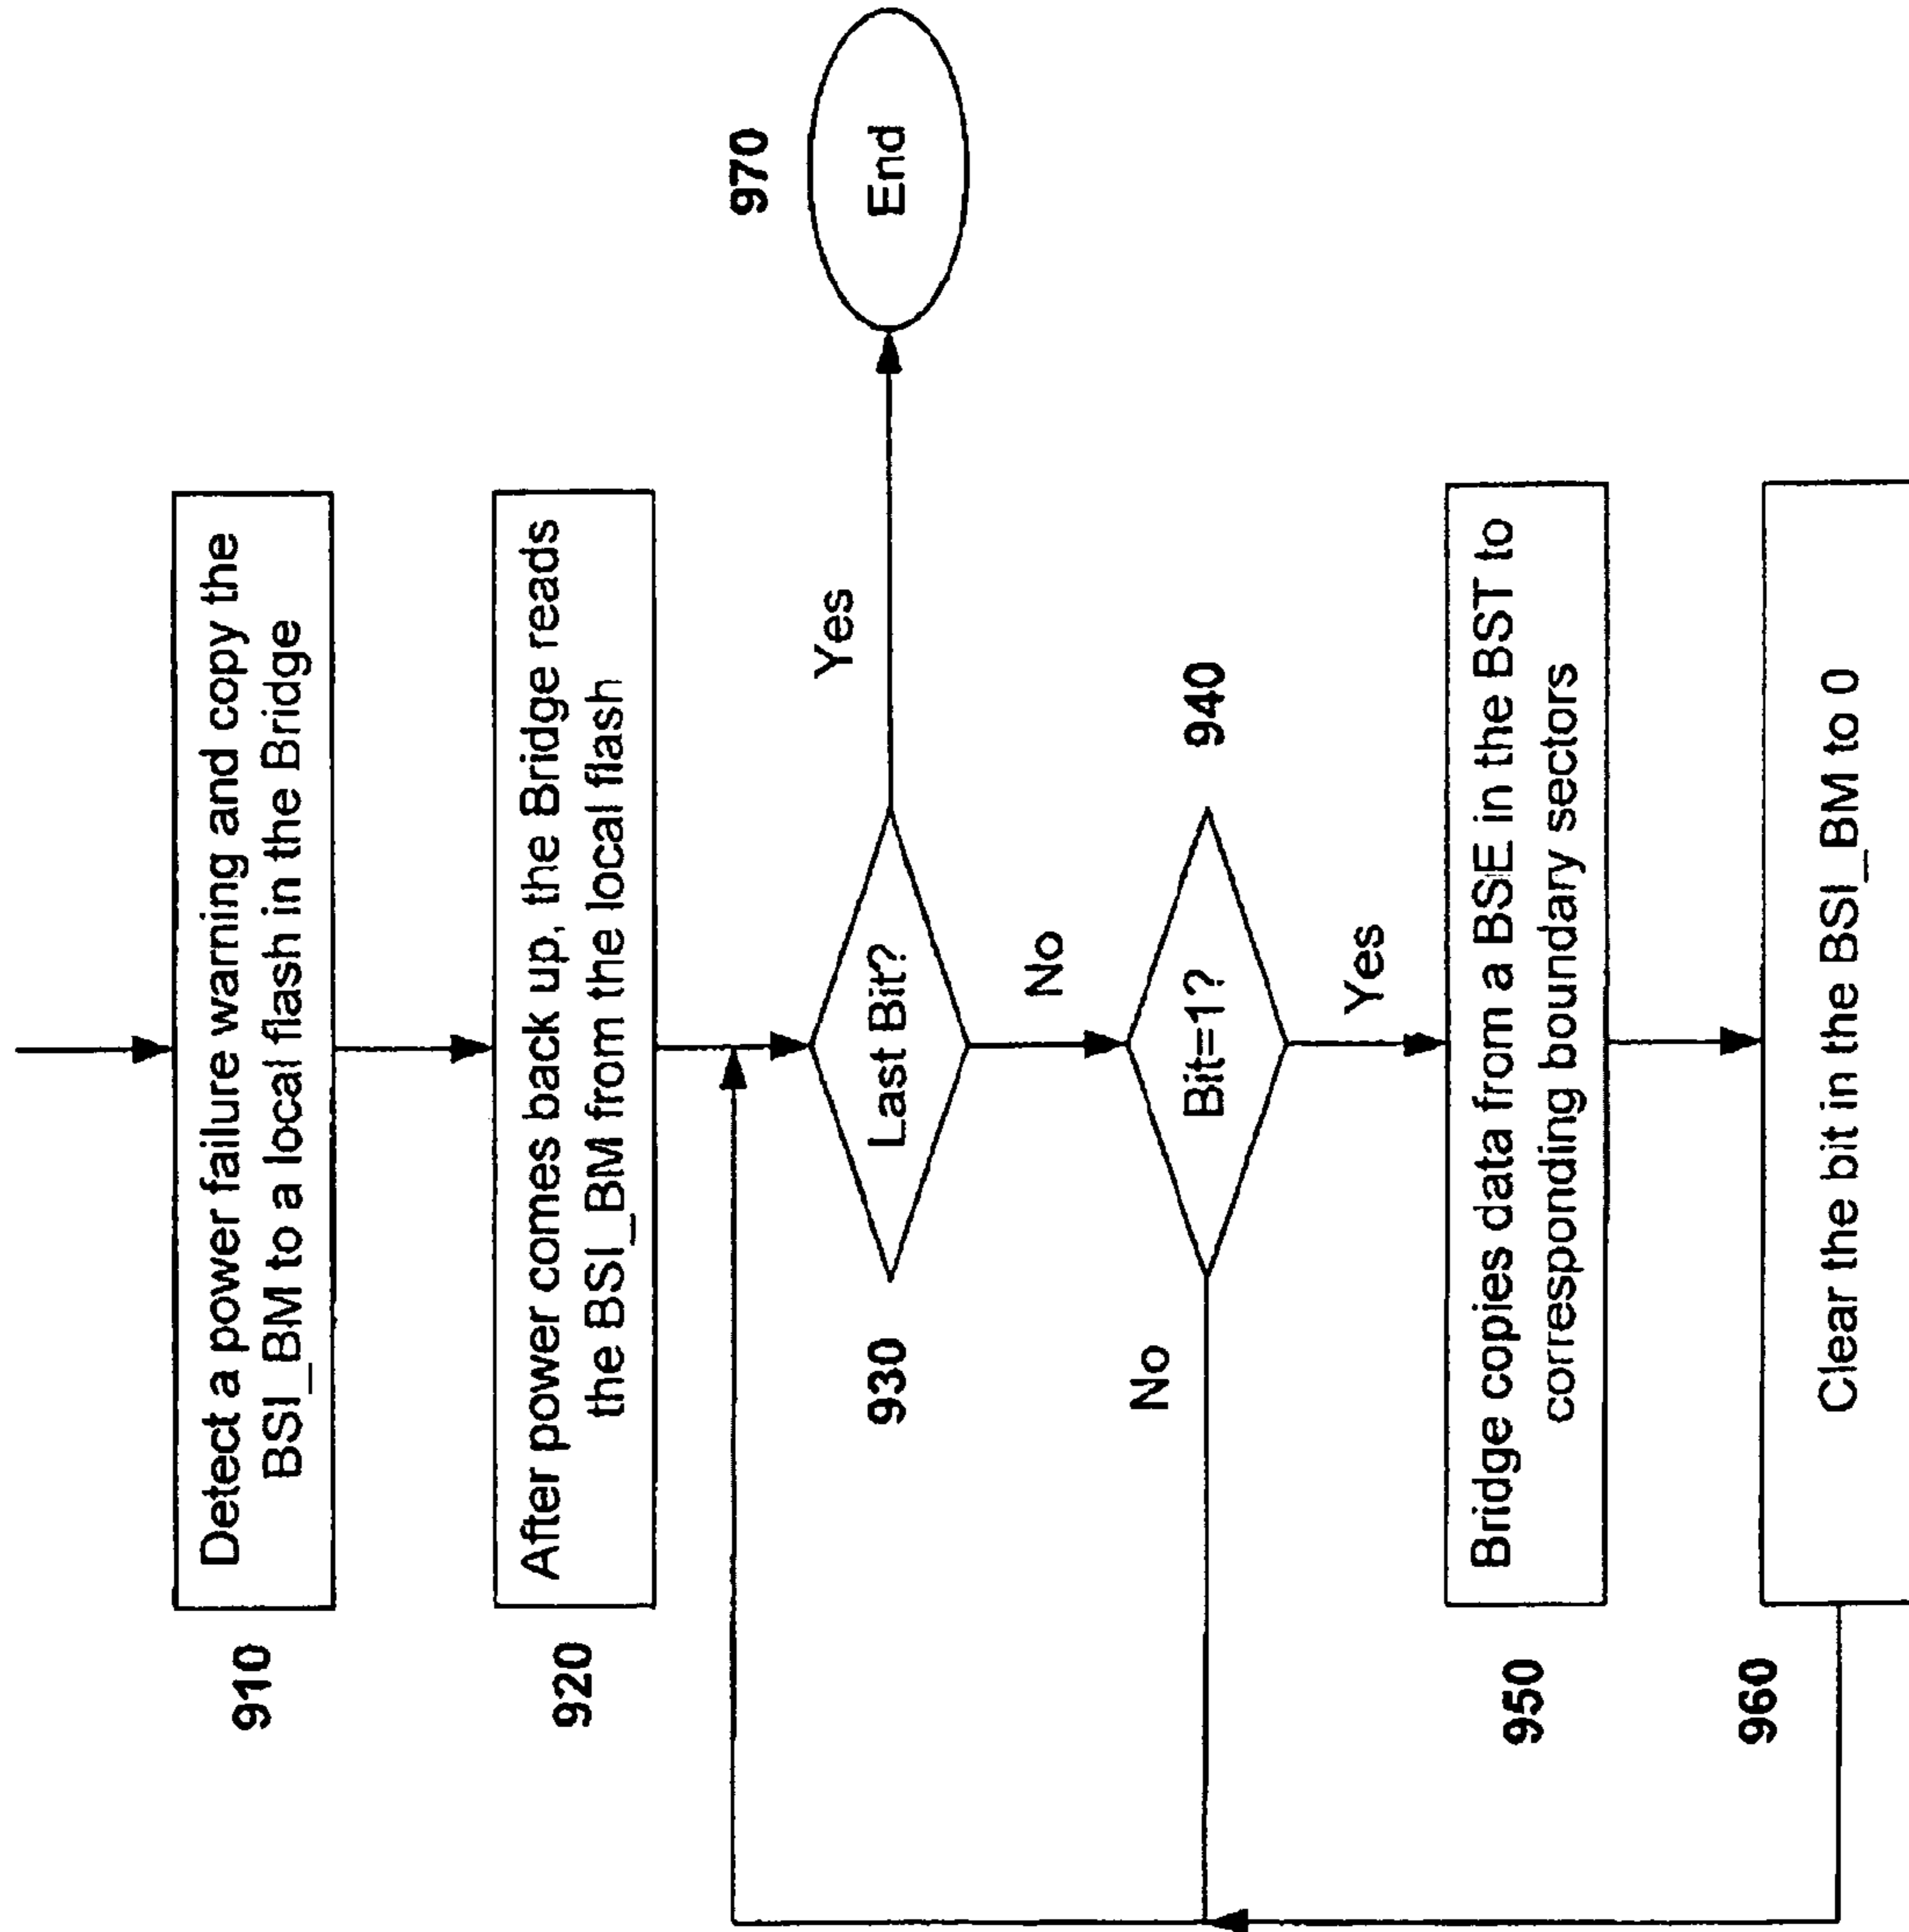 910
Detect a power failure warning and copy the
BSI_BM to a local flash in the Bridge
920
After power comes back up, the Bridge reads
the BSI_BM from the local flash
930
Last Bit?
Yes
970
End
No
940
Bit=1?
No
Yes
950
Bridge copies data from a BSE in the BST to
corresponding boundary sectors
960
Clear the bit in the BSI_BM to 0